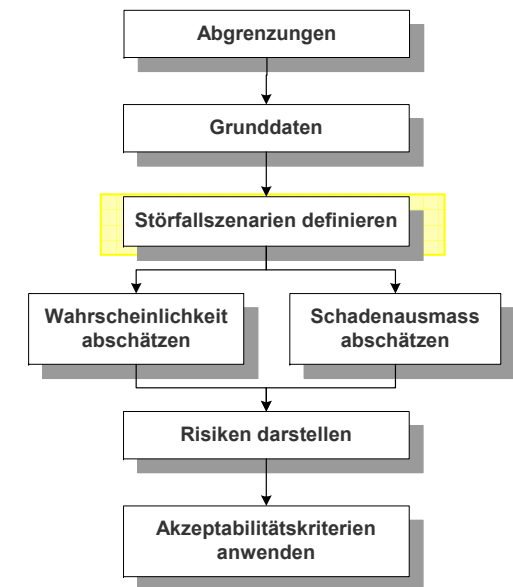 Abgrenzungen
Grunddaten
Störfallszenarien definieren
Wahrscheinlichkeit
abschätzen
Schadenausmass
abschätzen
Risiken darstellen
Akzeptabilitätskriterien
anwenden